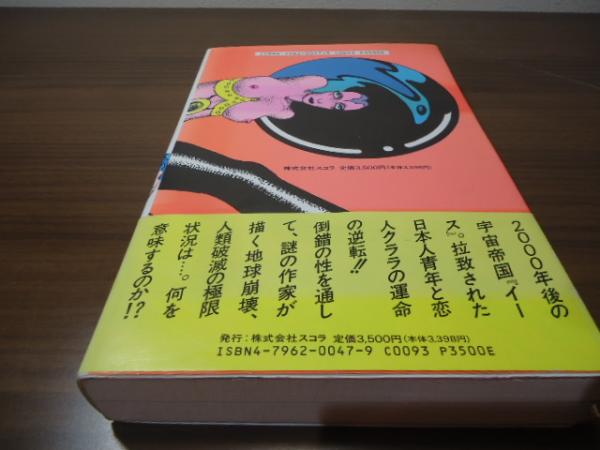 株式会社スコラ 定価3,500円(本体3,398円)
2000年後の
宇宙帝国『イー
ス』。拉致された
日本人青年と恋
人クララの運命
の逆転!!
倒錯の性を通し
て、謎の作家が
描く地球崩壊、
人類破滅の極限
状況は…。何を
意味するのか!?
発行:株式会社スコラ 定価3,500円(本体3,398円)
ISBN4-7962-0047-9 C0093 P3500E